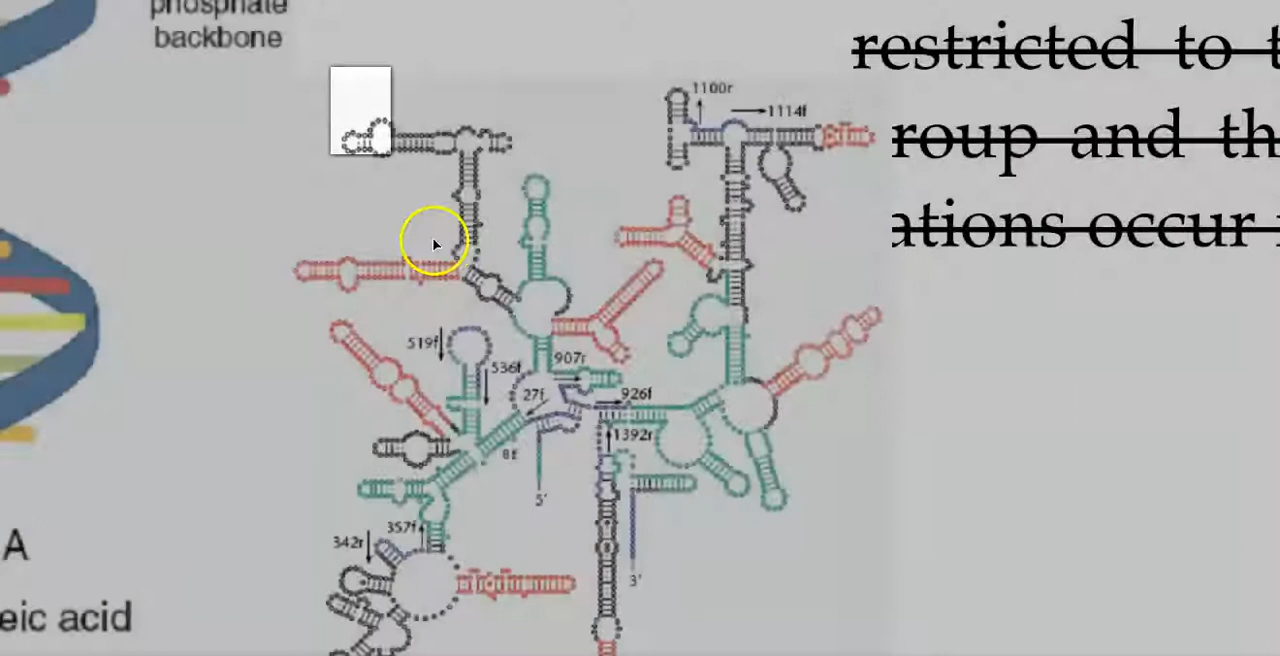 phosphate
backbone
restricted to t
roup and th
ations occur
1100r
1114f
519f
536f
907r
27f
926f
1392r
8f
5'
357f
342r
3'
A
eic acid